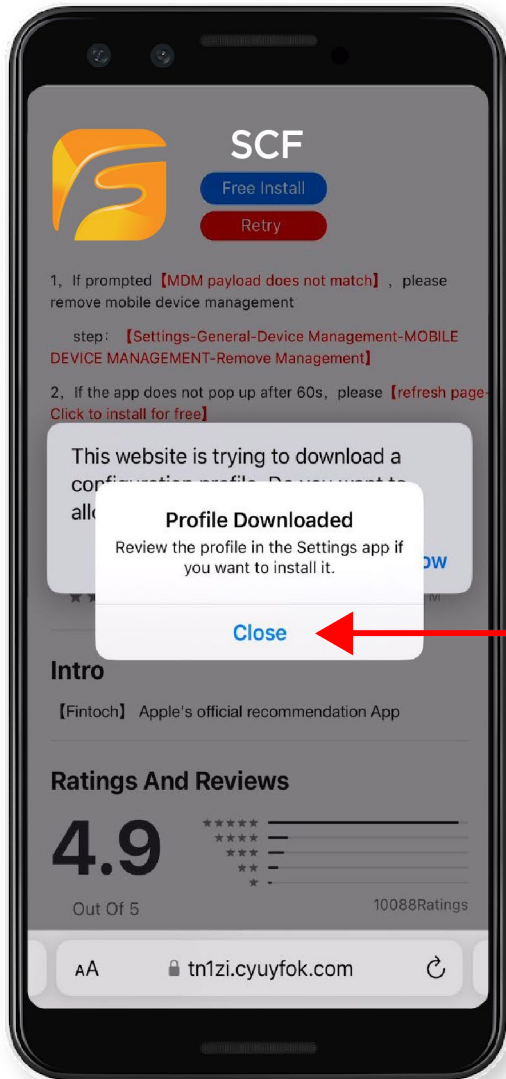 SCF
Free Install
Retry
1, If prompted【MDM payload does not match】, please
remove mobile device management
step:【Settings-General-Device Management-MOBILE
DEVICE MANAGEMENT-Remove Management】
2, If the app does not pop up after 60s, please【refresh page-
Click to install for free】
This website is trying to download a
Profile Downloaded
Review the profile in the Settings app if
you want to install it.
Close
Intro
【Fintoch】 Apple's official recommendation App
Ratings And Reviews
4.9
Out Of 5
10088Ratings
AA
tn1zi.cyuyfok.com